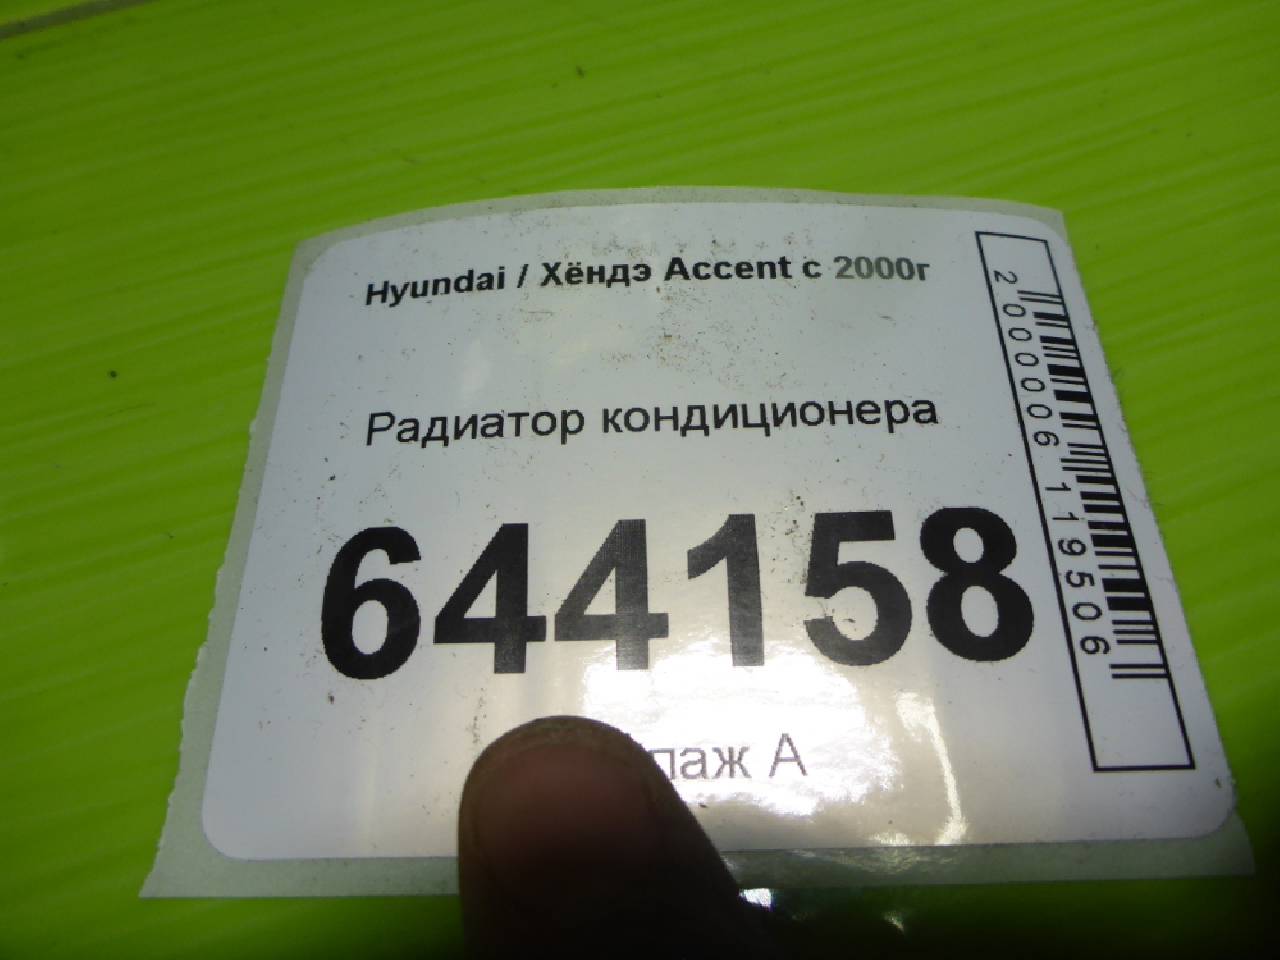 Hyundai / Хёндэ Accent с 2000г
Радиатор кондиционера
644158
А
2000006119506